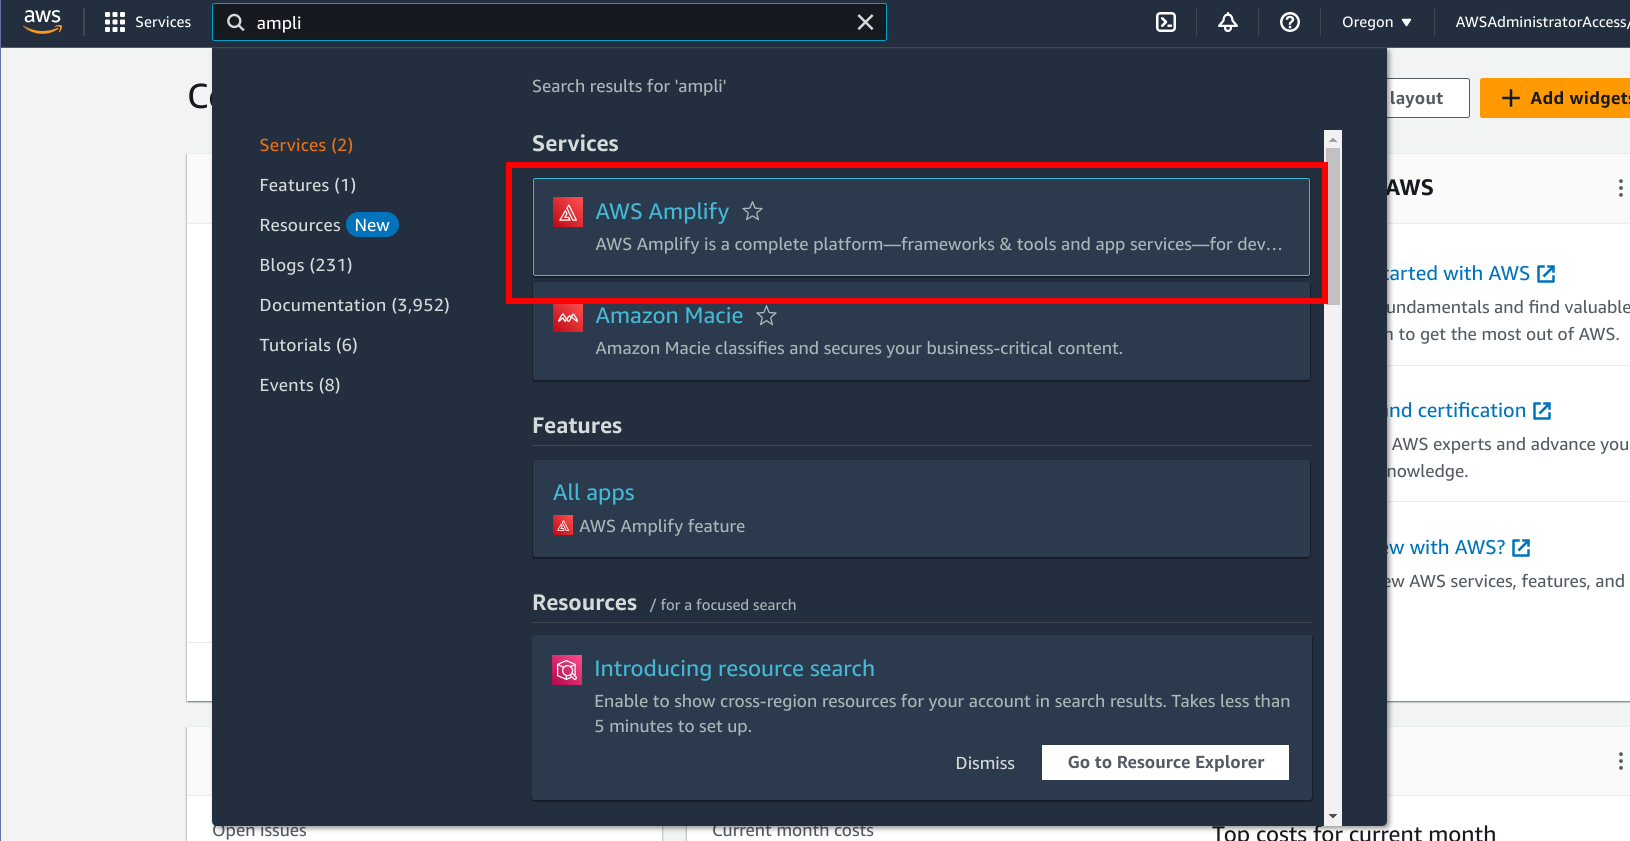 aws
Services
ampli
Oregon
AWSAdministratorAccess/
Search results for 'ampli'
layout
Add widgets
Services (2)
Features (1)
Resources New
Blogs (231)
Documentation (3,952)
Tutorials (6)
Events (8)
Services
AWS Amplify
AWS Amplify is a complete platform—frameworks & tools and app services—for dev…
Amazon Macie
Amazon Macie classifies and secures your business-critical content.
Features
All apps
AWS Amplify feature
Resources / for a focused search
Introducing resource search
Enable to show cross-region resources for your account in search results. Takes less than
5 minutes to set up.
Dismiss
Go to Resource Explorer
AWS
tarted with AWS
undamentals and find valuable
n to get the most out of AWS.
and certification
AWS experts and advance you
nowledge.
ew with AWS?
ew AWS services, features, and
Open issues
Current month costs
Top costs for current month